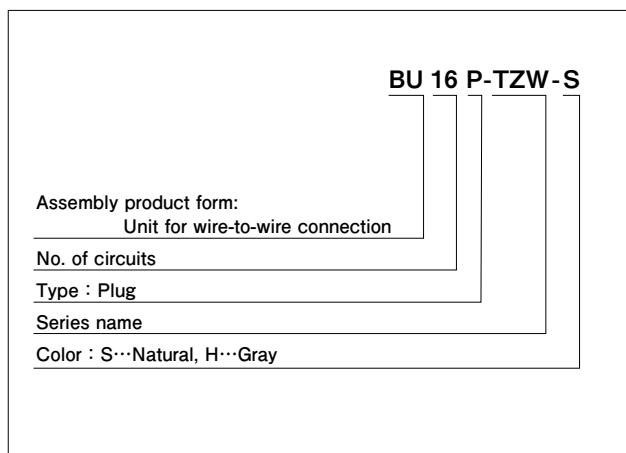 BU 16 P-TZW-S
Assembly product form:
Unit for wire-to-wire connection
No. of circuits
Type：Plug
Series name
Color：S…Natural, H…Gray